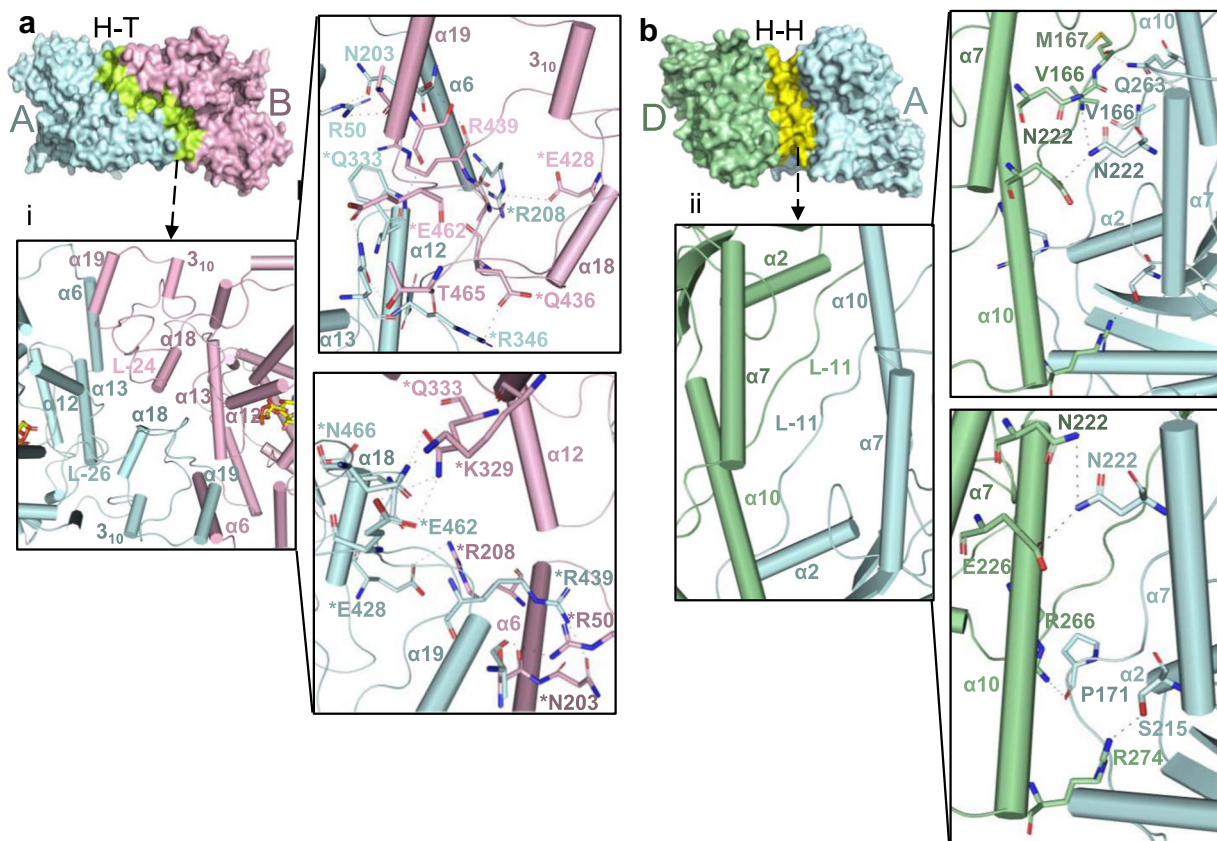 a
H-T
A
B
i
α19
3₁₀
α6
α18
L-24
α13
α13
α12
α12
α18
L-26
α19
3₁₀
α6
α19
N203
α6
3₁₀
R50
R439
*Q333
*E428
*R208
*E462
α12
α18
T465
*Q436
α13
*R346
*Q333
*N466
α18
*K329
α12
*E462
*R208
*R439
*E428
α6
*R50
α19
*N203
b
H-H
D
A
ii
α2
α10
α7
L-11
L-11
α7
α10
α2
α10
M167
α7
V166
Q263
V166
N222
N222
α2
α7
α10
N222
N222
α7
E226
α7
R266
α2
α10
P171
S215
R274